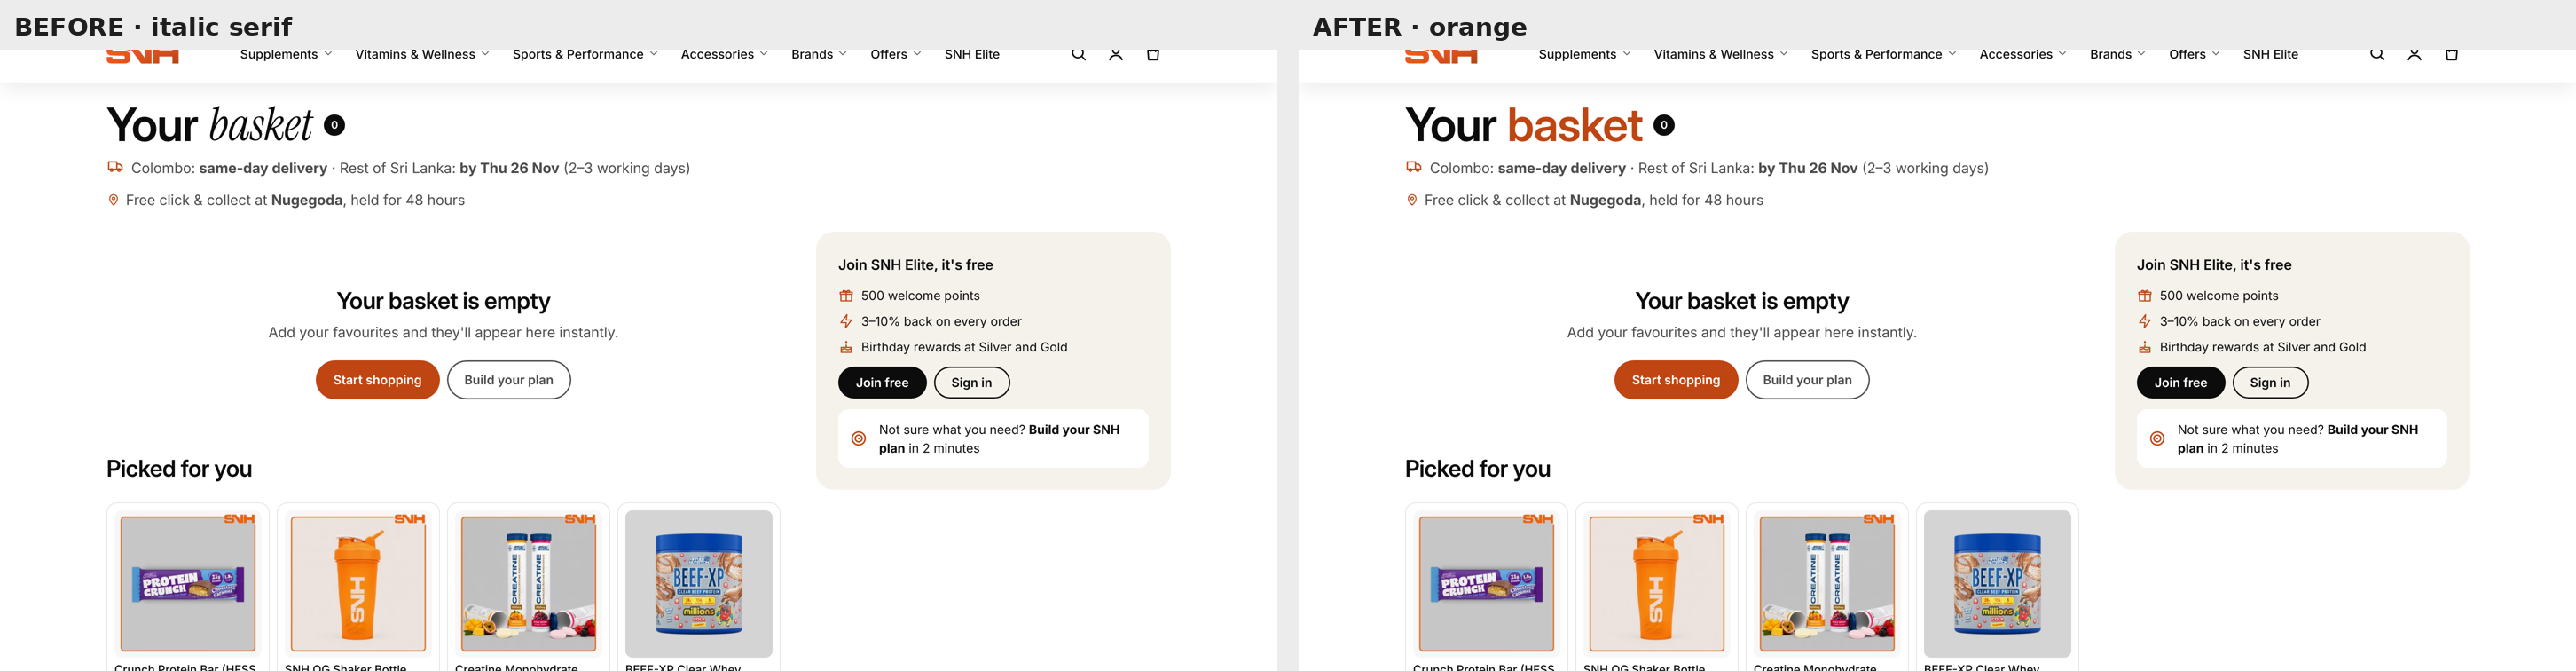 BEFORE · italic serif
SNH
Supplements Vitamins & Wellness Sports & Performance Accessories Brands Offers SNH Elite
Your basket 0
Colombo: same-day delivery · Rest of Sri Lanka: by Thu 26 Nov (2–3 working days)
Free click & collect at Nugegoda, held for 48 hours
Your basket is empty
Add your favourites and they'll appear here instantly.
Start shopping Build your plan
Join SNH Elite, it's free
500 welcome points
3–10% back on every order
Birthday rewards at Silver and Gold
Join free Sign in
Not sure what you need? Build your SNH
plan in 2 minutes
Picked for you
SNH SNH SNH
PROTEIN
CRUNCH
SNH
CREATINE CREATINE
BEEF-XP
CLEAR BEEF PROTEIN
millions
Crunch Protein Bar (HESS SNH OG Shaker Bottle Creatine Monohydrate BEEF-XP Clear Whey
AFTER · orange
SNH
Supplements Vitamins & Wellness Sports & Performance Accessories Brands Offers SNH Elite
Your basket 0
Colombo: same-day delivery · Rest of Sri Lanka: by Thu 26 Nov (2–3 working days)
Free click & collect at Nugegoda, held for 48 hours
Your basket is empty
Add your favourites and they'll appear here instantly.
Start shopping Build your plan
Join SNH Elite, it's free
500 welcome points
3–10% back on every order
Birthday rewards at Silver and Gold
Join free Sign in
Not sure what you need? Build your SNH
plan in 2 minutes
Picked for you
SNH SNH SNH
PROTEIN
CRUNCH
SNH
CREATINE CREATINE
BEEF-XP
CLEAR BEEF PROTEIN
millions
Crunch Protein Bar (HESS SNH OG Shaker Bottle Creatine Monohydrate BEEF-XP Clear Whey